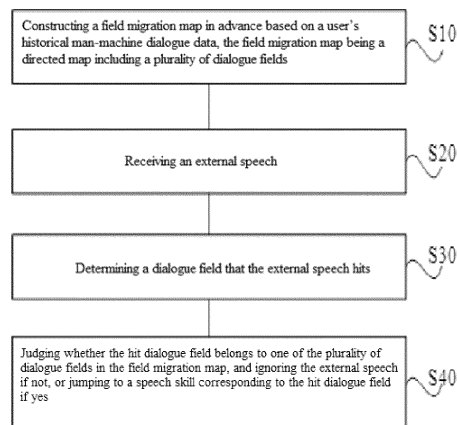 Constructing a field migration map in advance based on a user's
historical man-machine dialogue data, the field migration map being a
directed map including a plurality of dialogue fields
S10
Receiving an external speech
S20
Determining a dialogue field that the external speech hits
S30
Judging whether the hit dialogue field belongs to one of the plurality of
dialogue fields in the field migration map, and ignoring the external speech
if not, or jumping to a speech skill corresponding to the hit dialogue field
if yes
S40